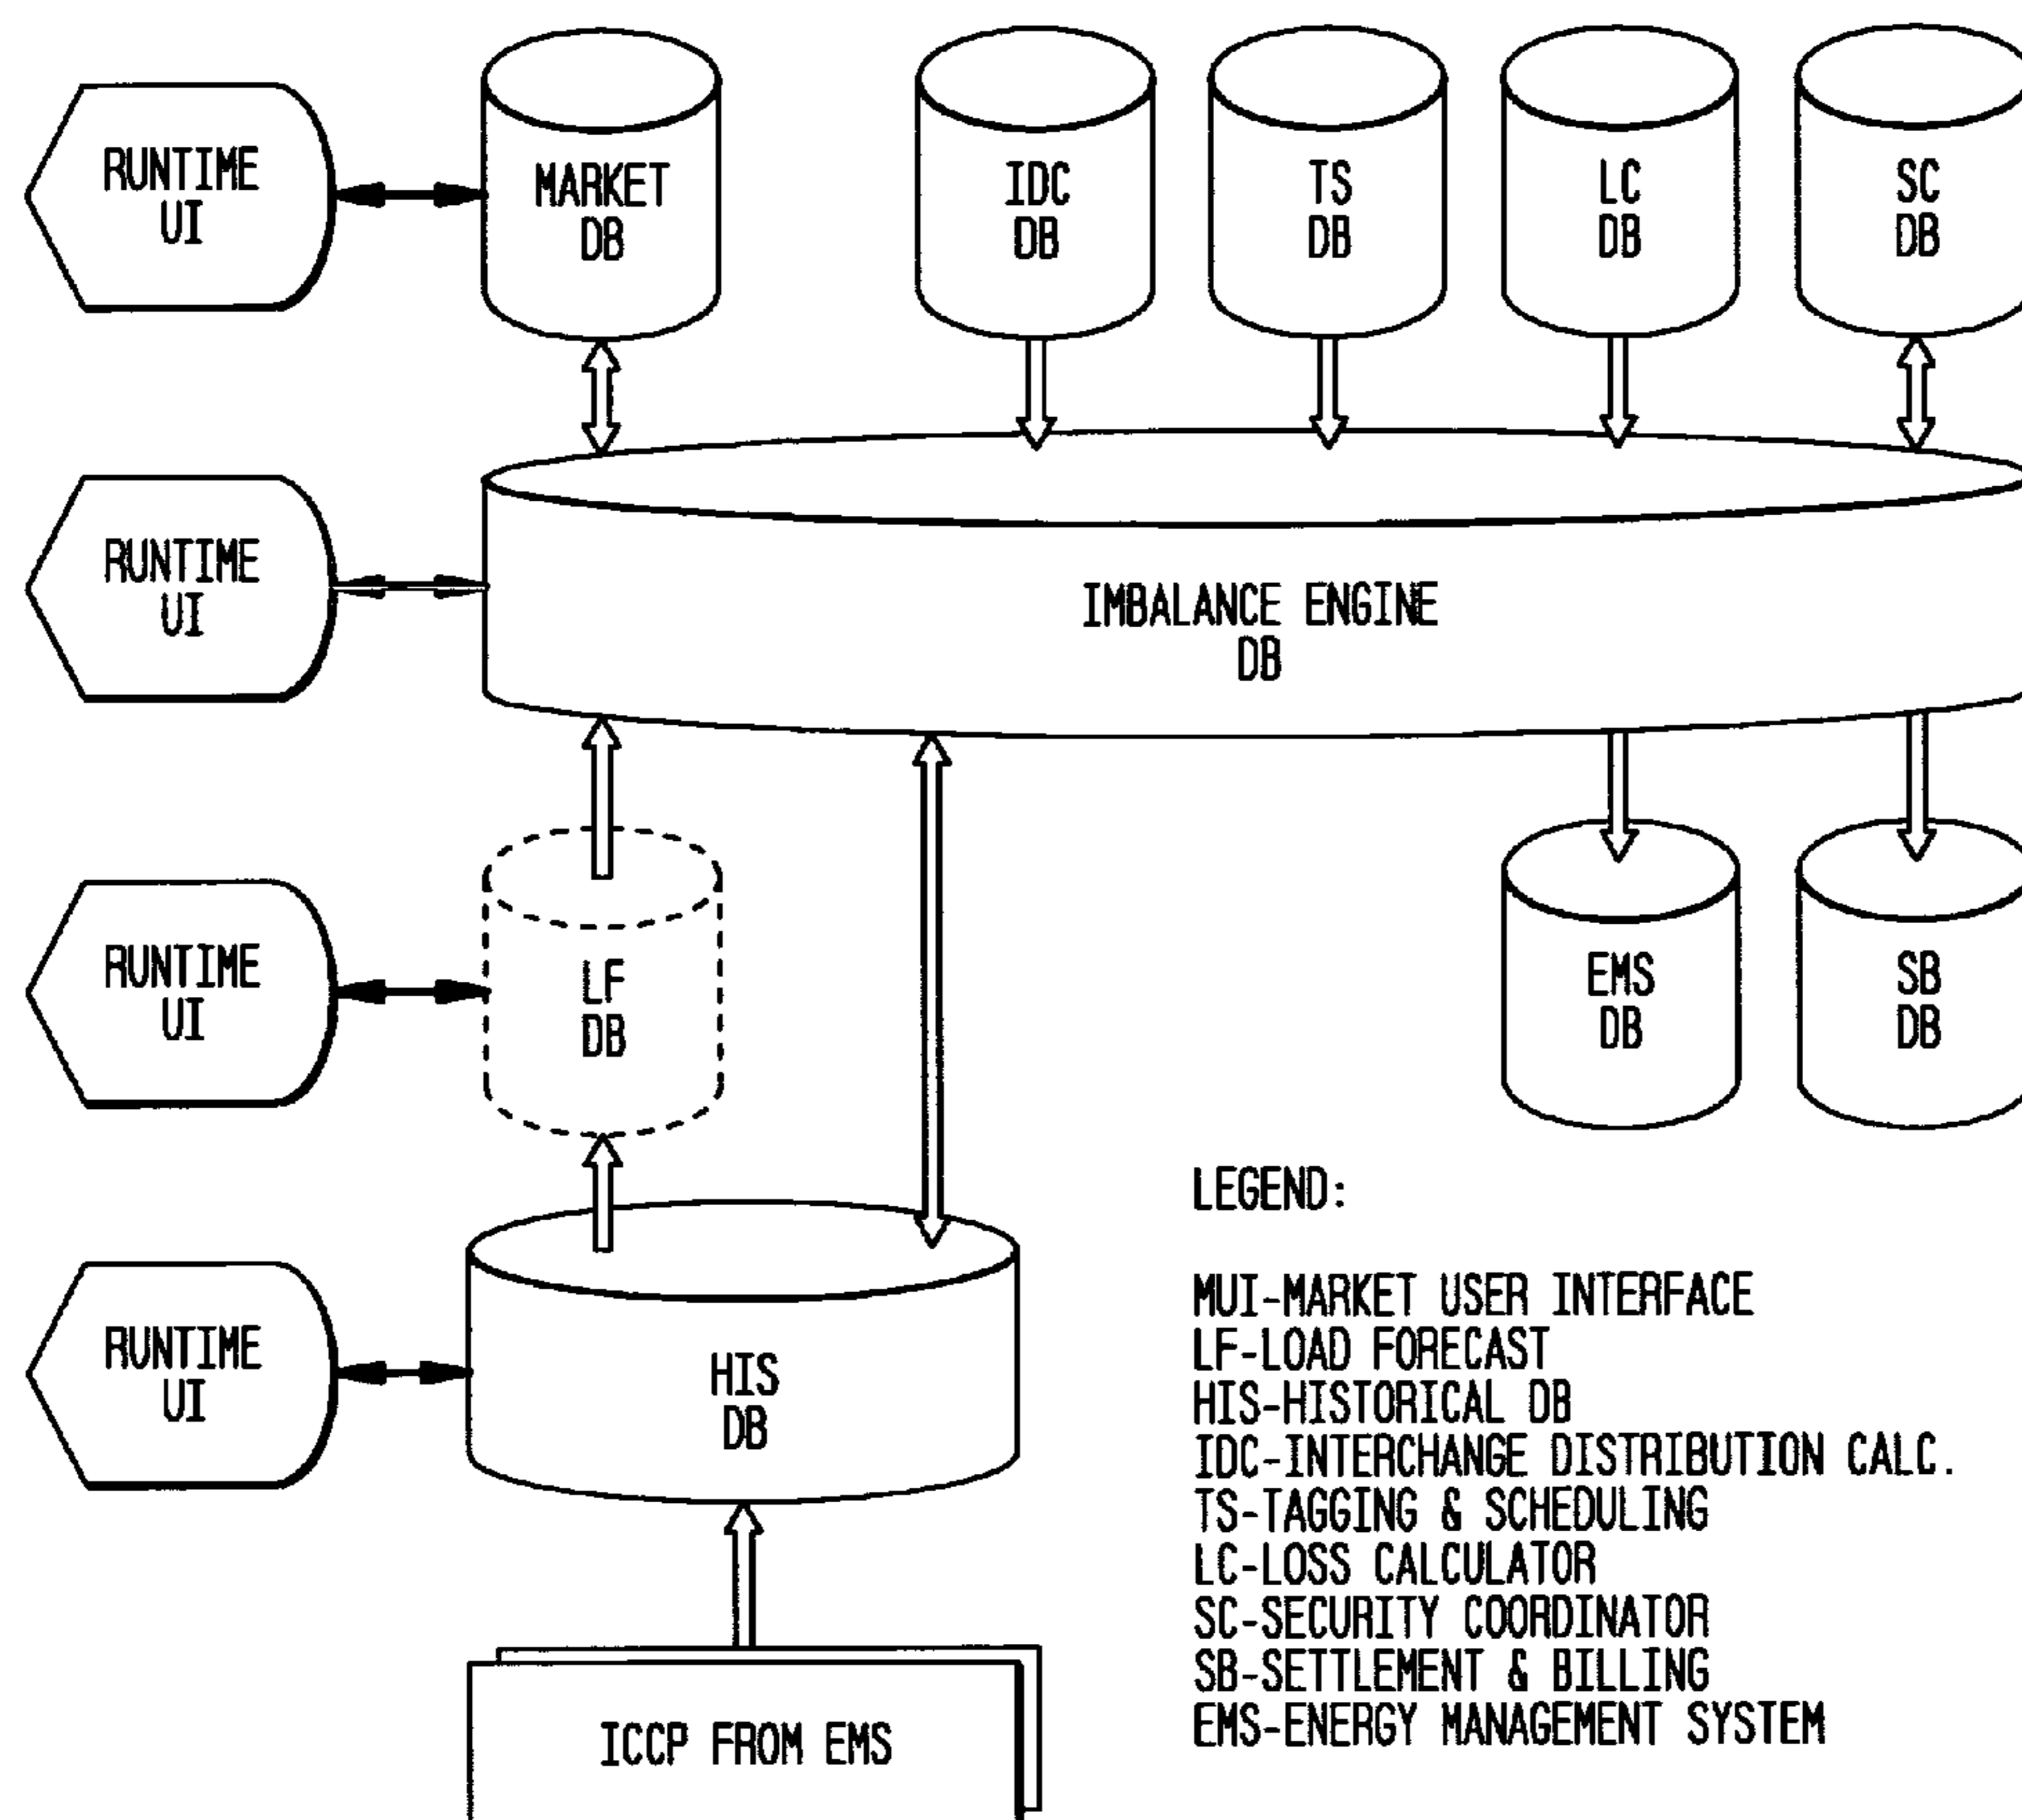 RUNTIME
UI
MARKET
DB
IDC
DB
TS
DB
LC
DB
SC
DB
RUNTIME
UI
IMBALANCE ENGINE
DB
RUNTIME
UI
LF
DB
EMS
DB
SB
DB
RUNTIME
UI
HIS
DB
ICCP FROM EMS
LEGEND:
MUI-MARKET USER INTERFACE
LF-LOAD FORECAST
HIS-HISTORICAL DB
IDC-INTERCHANGE DISTRIBUTION CALC.
TS-TAGGING & SCHEDULING
LC-LOSS CALCULATOR
SC-SECURITY COORDINATOR
SB-SETTLEMENT & BILLING
EMS-ENERGY MANAGEMENT SYSTEM